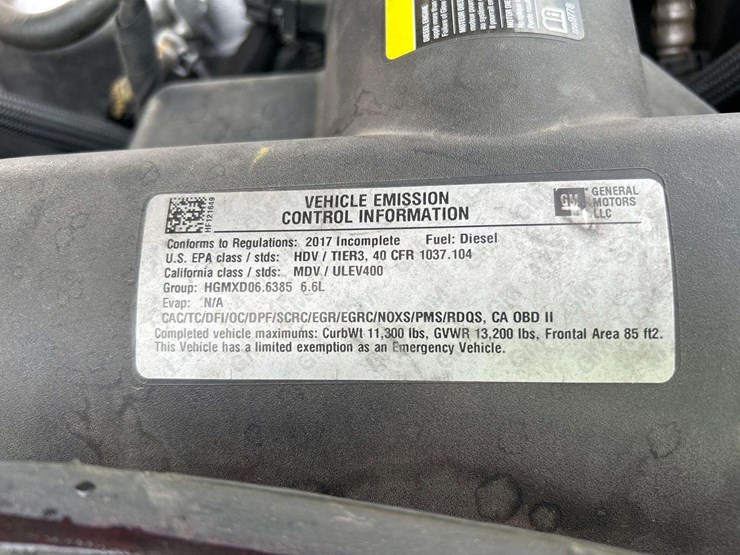 VEHICLE EMISSION
CONTROL INFORMATION
GM
GENERAL
MOTORS
LLC
HF121649
Conforms to Regulations: 2017 Incomplete Fuel: Diesel
U.S. EPA class / stds: HDV / TIER3, 40 CFR 1037.104
California class / stds: MDV / ULEV400
Group: HGMXD06.6385 6.6L
Evap: N/A
CAC/TC/DFI/OC/DPF/SCRC/EGR/EGRC/NOXS/PMS/RDQS, CA OBD II
Completed vehicle maximums: CurbWt 11,300 lbs, GVWR 13,200 lbs, Frontal Area 85 ft2.
This Vehicle has a limited exemption as an Emergency Vehicle.